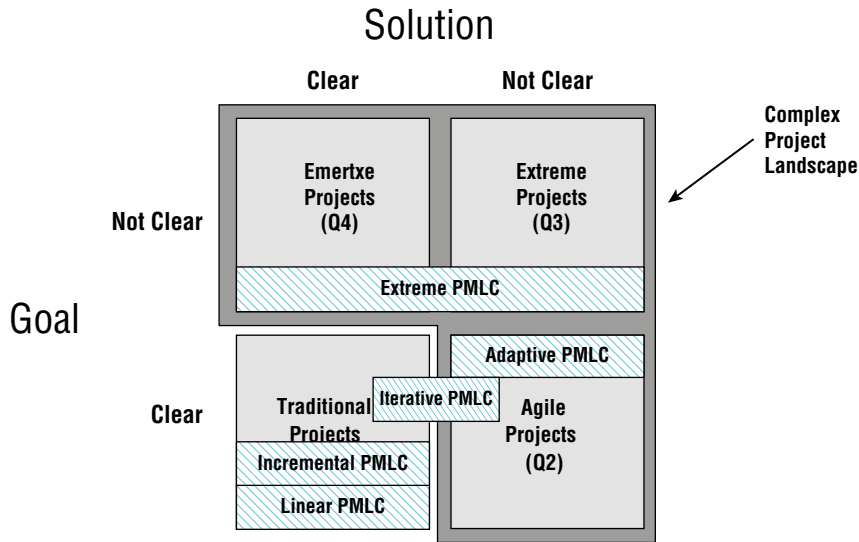 Solution
Clear
Not Clear
Complex
Project
Landscape
Emertxe
Projects
(Q4)
Extreme
Projects
(Q3)
Not Clear
Extreme PMLC
Goal
Adaptive PMLC
Iterative PMLC
Clear
Traditional
Projects
Agile
Projects
(Q2)
Incremental PMLC
Linear PMLC